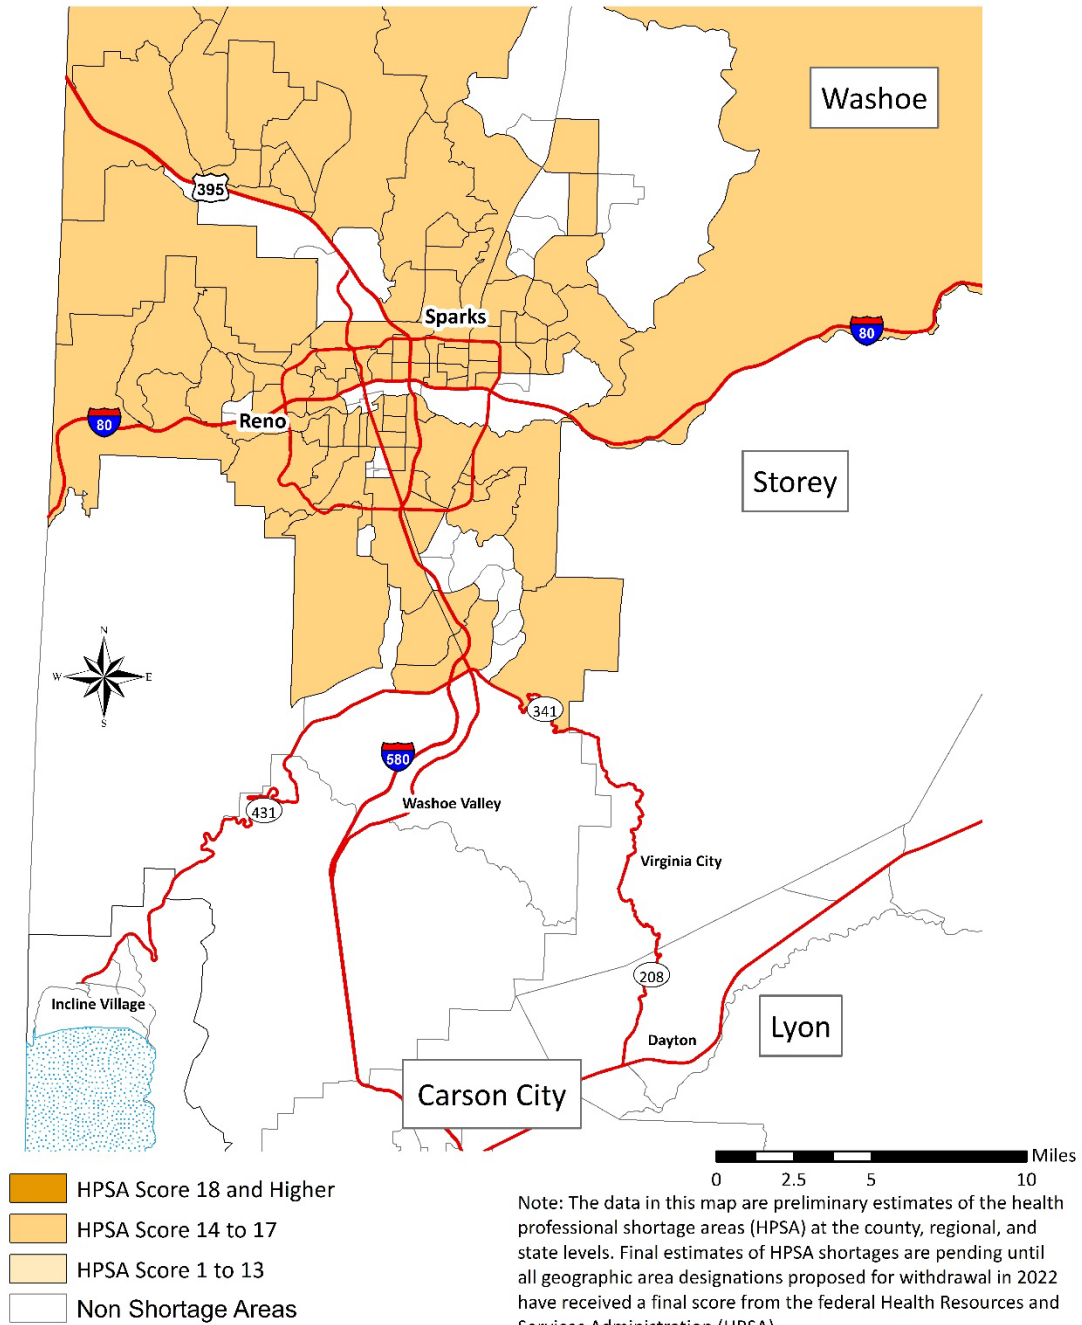 Washoe
395
Sparks
80
Reno
80
Storey
N
W
E
S
341
580
Washoe Valley
431
Virginia City
208
Incline Village
Lyon
Dayton
Carson City
Miles
0 2.5 5 10
HPSA Score 18 and Higher
HPSA Score 14 to 17
HPSA Score 1 to 13
Non Shortage Areas
Note: The data in this map are preliminary estimates of the health
professional shortage areas (HPSA) at the county, regional, and
state levels. Final estimates of HPSA shortages are pending until
all geographic area designations proposed for withdrawal in 2022
have received a final score from the federal Health Resources and
Services Administration (HRSA)